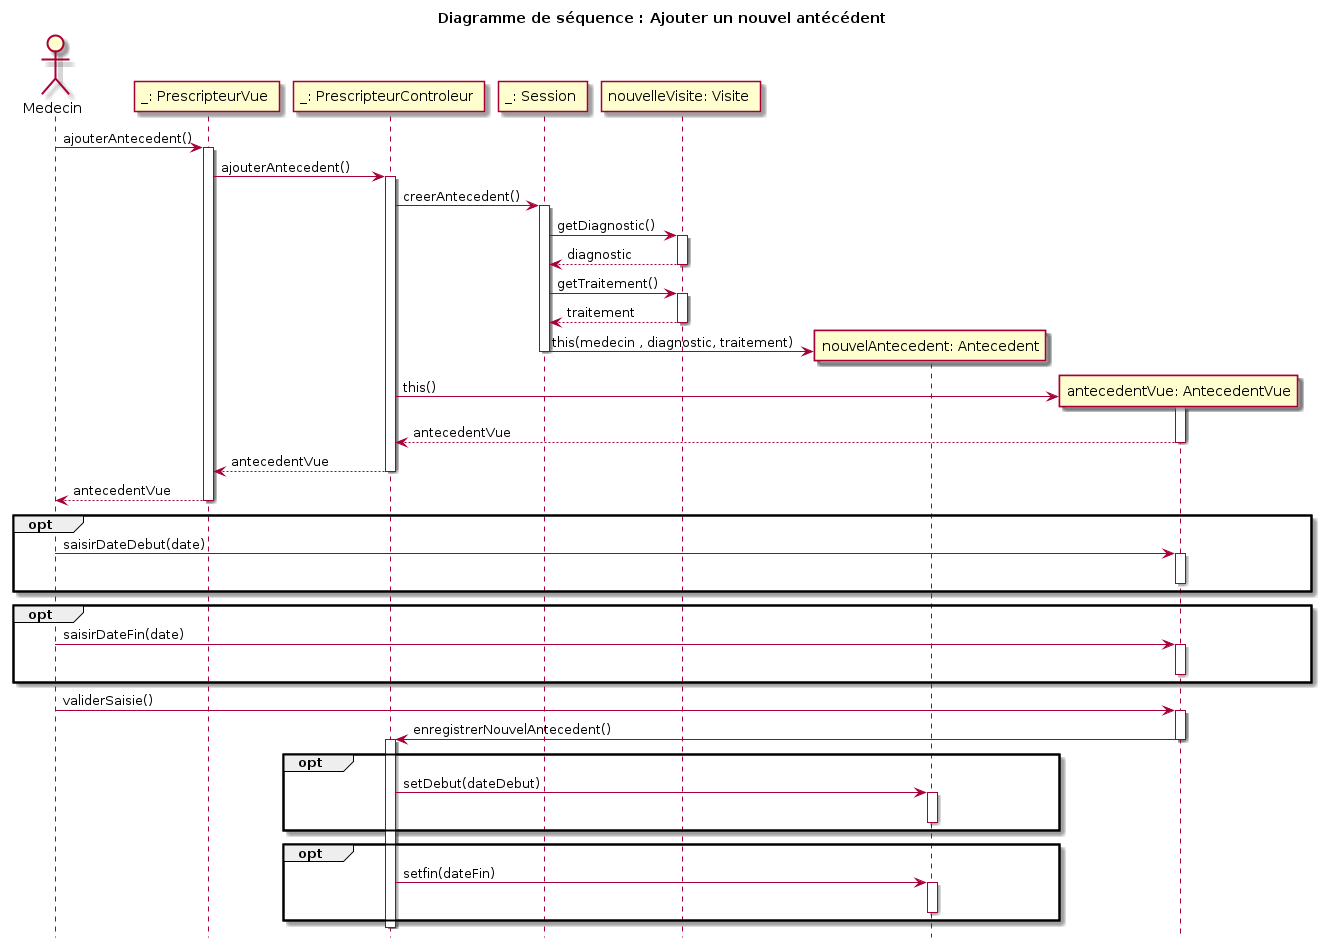 Diagramme de séquence : Ajouter un nouvel antécédent
Medecin
_: PrescripteurVue
_: PrescripteurControleur
_: Session
nouvelleVisite: Visite
ajouterAntecedent()
ajouterAntecedent()
creerAntecedent()
getDiagnostic()
diagnostic
getTraitement()
traitement
this(medecin , diagnostic, traitement)
nouvelAntecedent: Antecedent
this()
antecedentVue: AntecedentVue
antecedentVue
antecedentVue
antecedentVue
opt
saisirDateDebut(date)
opt
saisirDateFin(date)
validerSaisie()
enregistrerNouvelAntecedent()
opt
setDebut(dateDebut)
opt
setfin(dateFin)